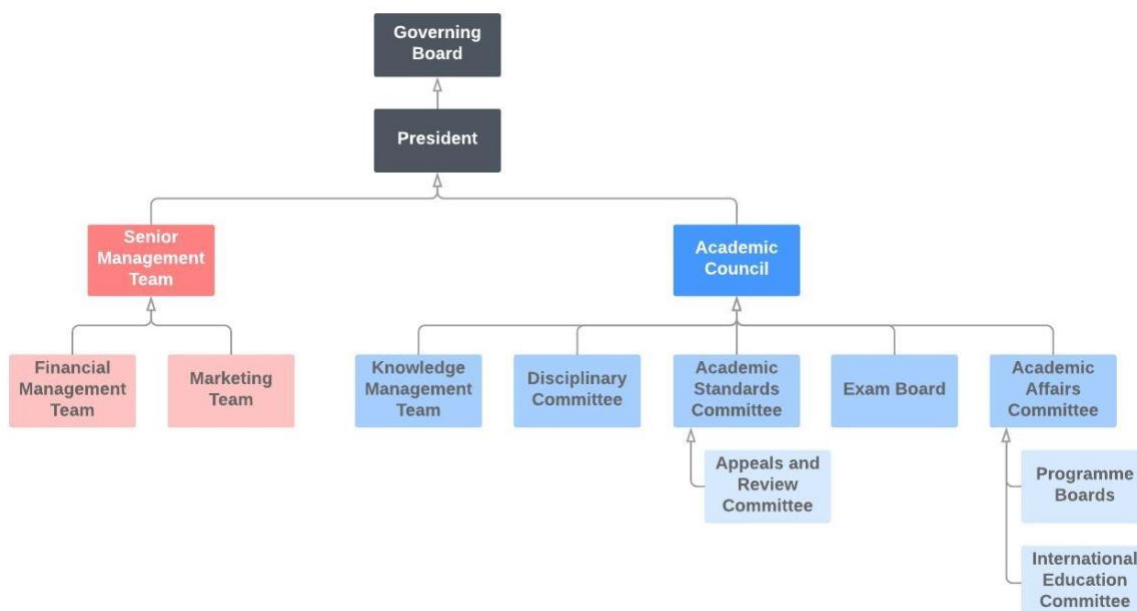 Governing
Board
President
Senior
Management
Team
Academic
Council
Financial
Management
Team
Marketing
Team
Knowledge
Management
Team
Disciplinary
Committee
Academic
Standards
Committee
Exam Board
Academic
Affairs
Committee
Appeals and
Review
Committee
Programme
Boards
International
Education
Committee